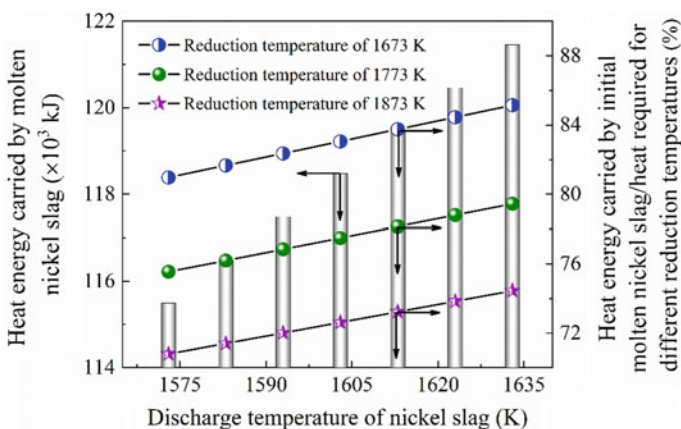 122
120
118
116
114
Heat energy carried by molten
nickel slag (×10³ kJ)
Reduction temperature of 1673 K
Reduction temperature of 1773 K
Reduction temperature of 1873 K
88
84
80
76
72
Heat energy carried by initial
molten nickel slag/heat required for
different reduction temperatures (%)
1575 1590 1605 1620 1635
Discharge temperature of nickel slag (K)